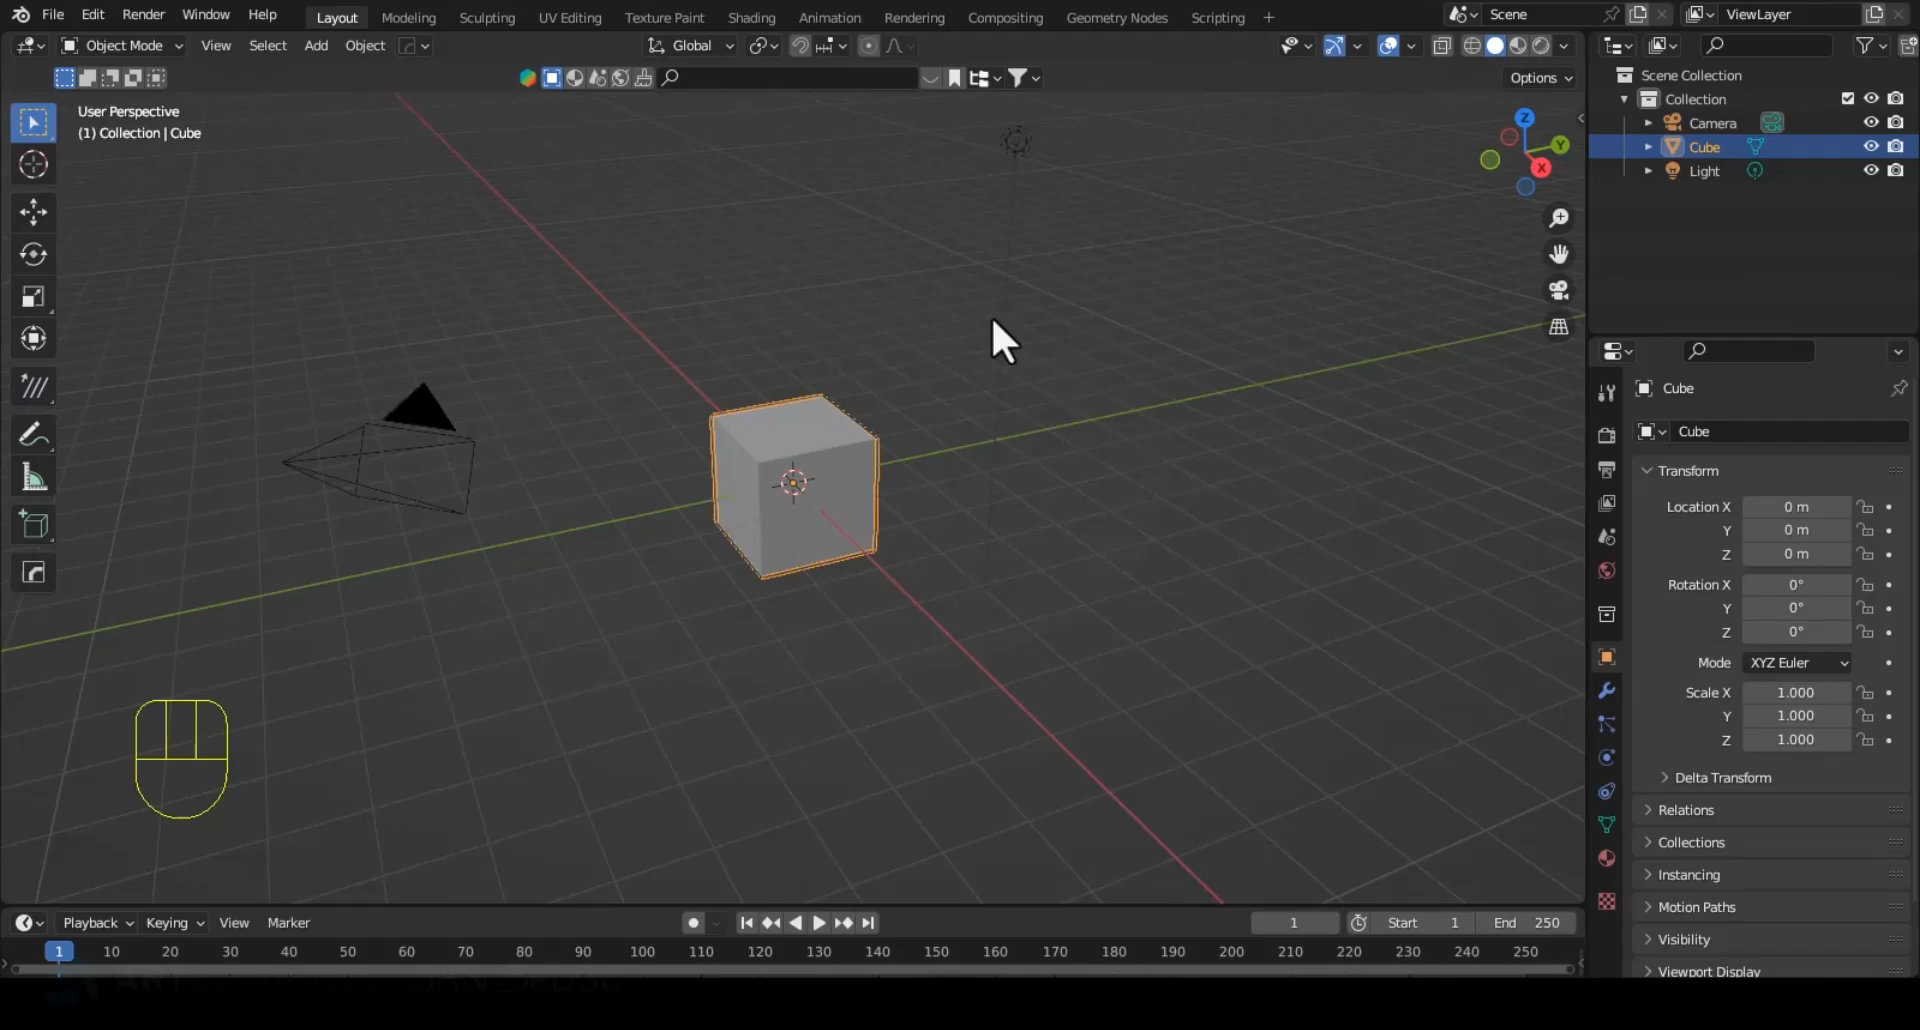 File Edit Render Window Help Layout Modeling Sculpting UV Editing Texture Paint Shading Animation Rendering Compositing Geometry Nodes Scripting + Scene ViewLayer
Object Mode View Select Add Object Global
Options
User Perspective
(1) Collection | Cube
Z
Y
X
Scene Collection
Collection
Camera
Cube
Light
Cube
Cube
Transform
Location X 0 m
Y 0 m
Z 0 m
Rotation X 0°
Y 0°
Z 0°
Mode XYZ Euler
Scale X 1.000
Y 1.000
Z 1.000
Delta Transform
Relations
Collections
Instancing
Motion Paths
Visibility
Viewport Display
Playback Keying View Marker 1 Start 1 End 250
1 10 20 30 40 50 60 70 80 90 100 110 120 130 140 150 160 170 180 190 200 210 220 230 240 250